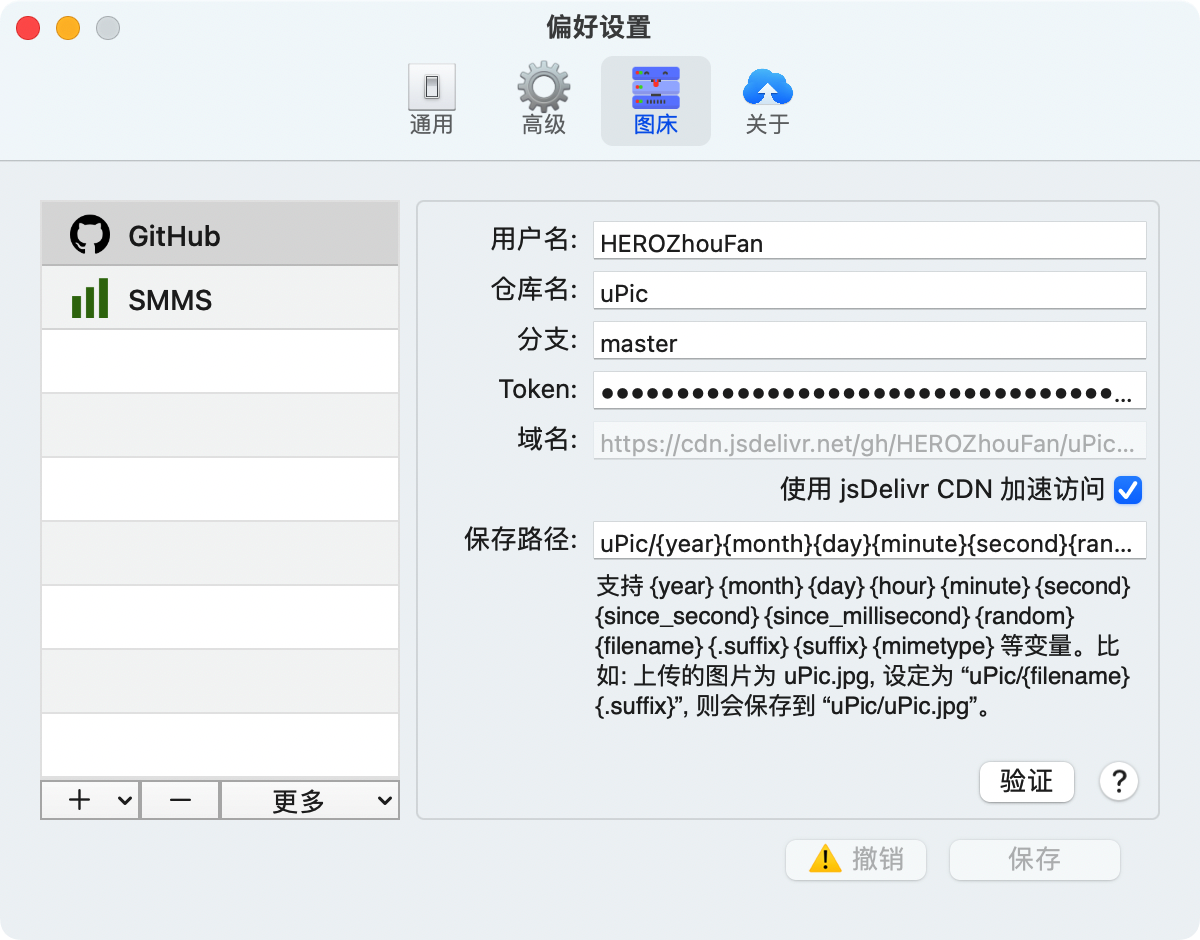 偏好设置
通用
高级
图床
关于
GitHub
SMMS
更多
用户名: HEROZhouFan
仓库名: uPic
分支: master
Token: ●●●●●●●●●●●●●●●●●●●●●●●●●●●●●●●●●●...
域名: https://cdn.jsdelivr.net/gh/HEROZhouFan/uPic...
使用 jsDelivr CDN 加速访问
保存路径: uPic/{year}{month}{day}{minute}{second}{ran...
支持 {year} {month} {day} {hour} {minute} {second}
{since_second} {since_millisecond} {random}
{filename} {.suffix} {suffix} {mimetype} 等变量。比
如: 上传的图片为 uPic.jpg, 设定为 “uPic/{filename}
{.suffix}”, 则会保存到 “uPic/uPic.jpg”。
验证 ?
撤销
保存